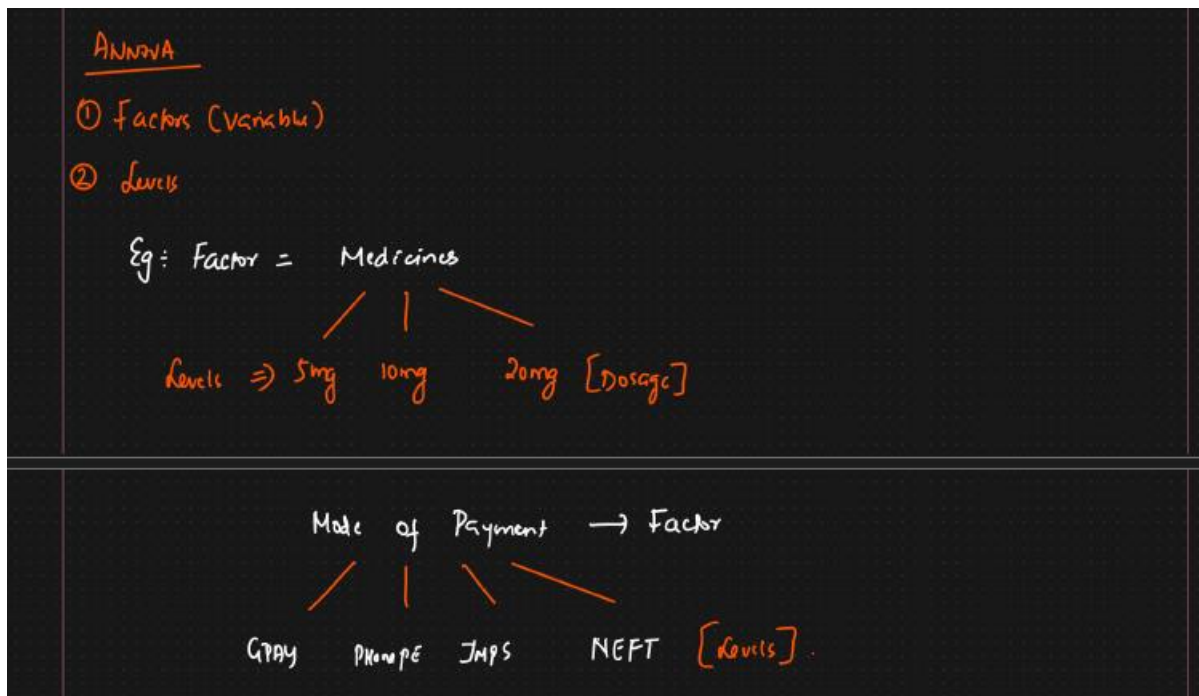 ANNOVA
① Factors (Variable)
② Levels
Eg: Factor = Medicines
Levels ⇒ 5mg 10mg 20mg [Dosage]
Mode of Payment → Factor
GPAY PHONEPE IMPS NEFT [Levels].